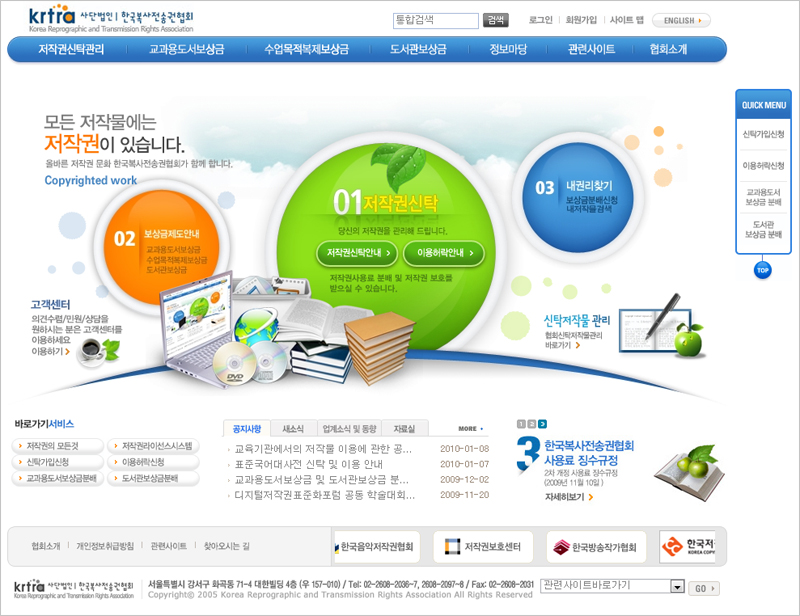 krtra 사단법인 | 한국복사전송권협회
Korea Reprographic and Transmission Rights Association
통합검색 검색 로그인 회원가입 사이트 맵 ENGLISH
저작권신탁관리 교과용도서보상금 수업목적복제보상금 도서관보상금 정보마당 관련사이트 협회소개
모든 저작물에는
저작권이 있습니다.
올바른 저작권 문화 한국복사전송권협회가 함께 합니다.
Copyrighted work
01 저작권신탁
당신의 저작권을 관리해 드립니다.
저작권신탁안내 이용허락안내
저작권사용료 분배 및 저작권 보호를
받으실 수 있습니다.
02 보상금제도안내
교과용도서보상금
수업목적복제보상금
도서관보상금
03 내권리찾기
보상금분배신청
내저작물검색
QUICK MENU
신탁가입신청
이용허락신청
교과용도서
보상금 분배
도서관
보상금 분배
TOP
고객센터
의견수렴/민원/상담을
원하시는 분은 고객센터를
이용하세요
이용하기
DVD
신탁저작물 관리
협회신탁저작물관리
바로가기
바로가기서비스
저작권의 모든것 저작권라이선스시스템
신탁가입신청 이용허락신청
교과용도서보상금분배 도서관보상금분배
공지사항 새소식 업계소식 및 동향 자료실 MORE
교육기관에서의 저작물 이용에 관한 공... 2010-01-08
표준국어대사전 신탁 및 이용 안내 2010-01-07
교과용도서보상금 및 도서관보상금 분... 2009-12-02
디지털저작권표준화포럼 공동 학술대회... 2009-11-20
1 2 3
3 한국복사전송권협회
사용료 징수규정
2차 개정 사용료 징수규정
(2009년 11월 10일)
자세히보기
협회소개 | 개인정보취급방침 | 관련사이트 | 찾아오시는 길
한국음악저작권협회 저작권보호센터 한국방송작가협회 한국저
KOREA COPY
krtra 사단법인 | 한국복사전송권협회
Korea Reprographic and Transmission Rights Association
서울특별시 강서구 화곡동 71-4 대한빌딩 4층 (우 157-010) / Tel: 02-2608-2036~7, 2608-2097~8 / Fax: 02-2608-2031
Copyright© 2005 Korea Reprographic and Transmission Rights Association All Rights Reserved
관련사이트바로가기 GO